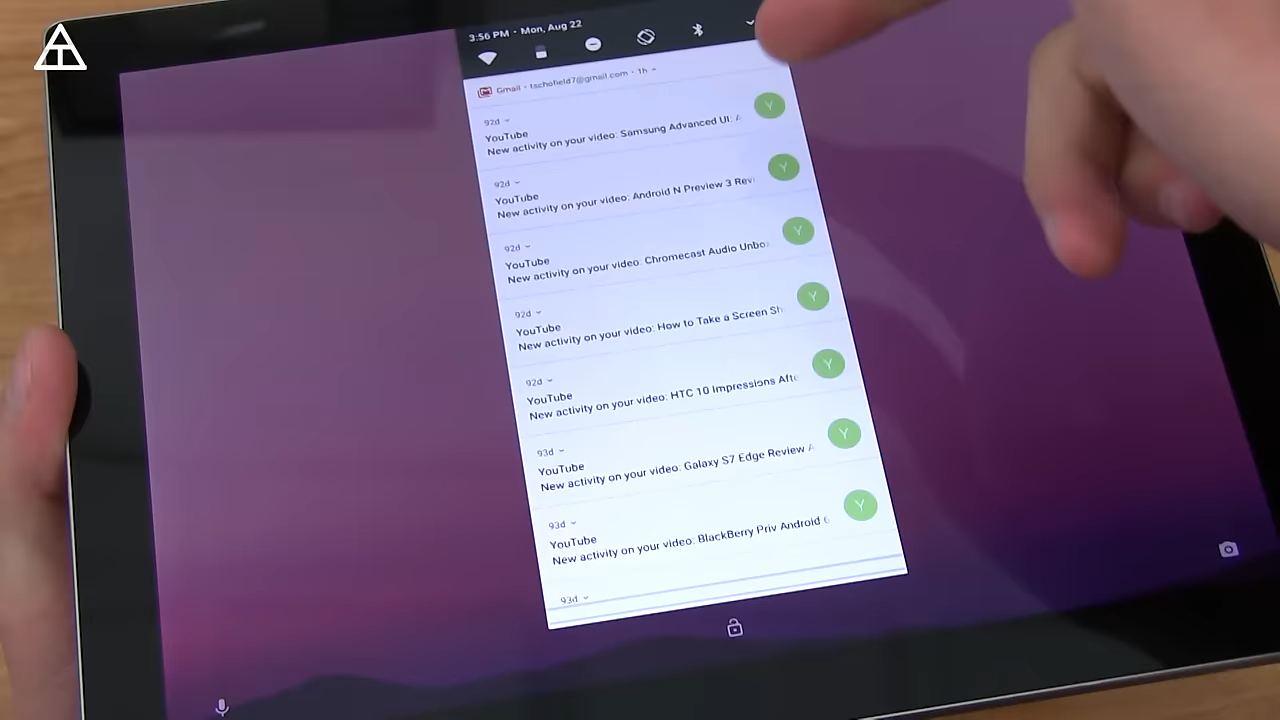 3:56 PM · Mon, Aug 22
Gmail · tschofield7@gmail.com · 1h
92d
YouTube
New activity on your video: Samsung Advanced UI: A
Y
92d
YouTube
New activity on your video: Android N Preview 3 Revi
Y
92d
YouTube
New activity on your video: Chromecast Audio Unbo
Y
92d
YouTube
New activity on your video: How to Take a Screen Sh
Y
92d
YouTube
New activity on your video: HTC 10 Impressions Afte
Y
93d
YouTube
New activity on your video: Galaxy S7 Edge Review A
Y
93d
YouTube
New activity on your video: BlackBerry Priv Android 6
Y
93d